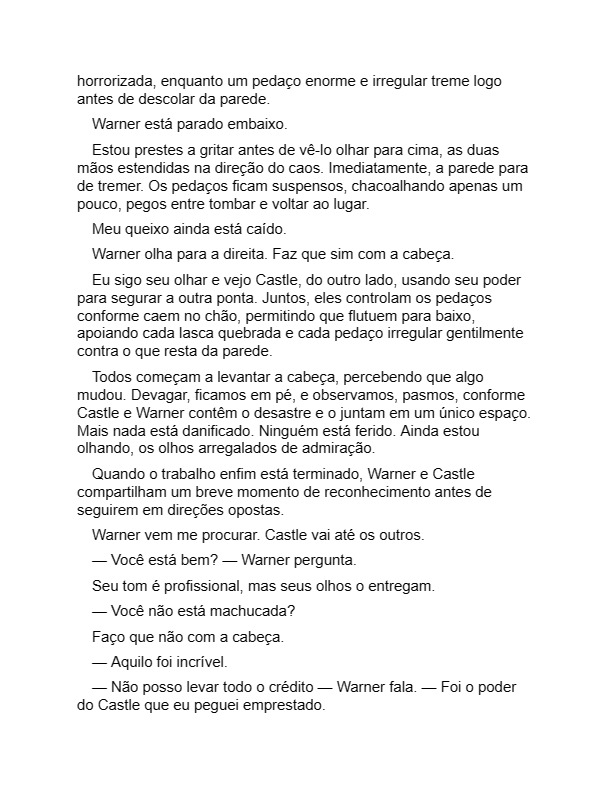 horrorizada, enquanto um pedaço enorme e irregular treme logo
antes de descolar da parede.
Warner está parado embaixo.
Estou prestes a gritar antes de vê-lo olhar para cima, as duas
mãos estendidas na direção do caos. Imediatamente, a parede para
de tremer. Os pedaços ficam suspensos, chacoalhando apenas um
pouco, pegos entre tombar e voltar ao lugar.
Meu queixo ainda está caído.
Warner olha para a direita. Faz que sim com a cabeça.
Eu sigo seu olhar e vejo Castle, do outro lado, usando seu poder
para segurar a outra ponta. Juntos, eles controlam os pedaços
conforme caem no chão, permitindo que flutuem para baixo,
apoiando cada lasca quebrada e cada pedaço irregular gentilmente
contra o que resta da parede.
Todos começam a levantar a cabeça, percebendo que algo
mudou. Devagar, ficamos em pé, e observamos, pasmos, conforme
Castle e Warner contêm o desastre e o juntam em um único espaço.
Mais nada está danificado. Ninguém está ferido. Ainda estou
olhando, os olhos arregalados de admiração.
Quando o trabalho enfim está terminado, Warner e Castle
compartilham um breve momento de reconhecimento antes de
seguirem em direções opostas.
Warner vem me procurar. Castle vai até os outros.
— Você está bem? — Warner pergunta.
Seu tom é profissional, mas seus olhos o entregam.
— Você não está machucada?
Faço que não com a cabeça.
— Aquilo foi incrível.
— Não posso levar todo o crédito — Warner fala. — Foi o poder
do Castle que eu peguei emprestado.